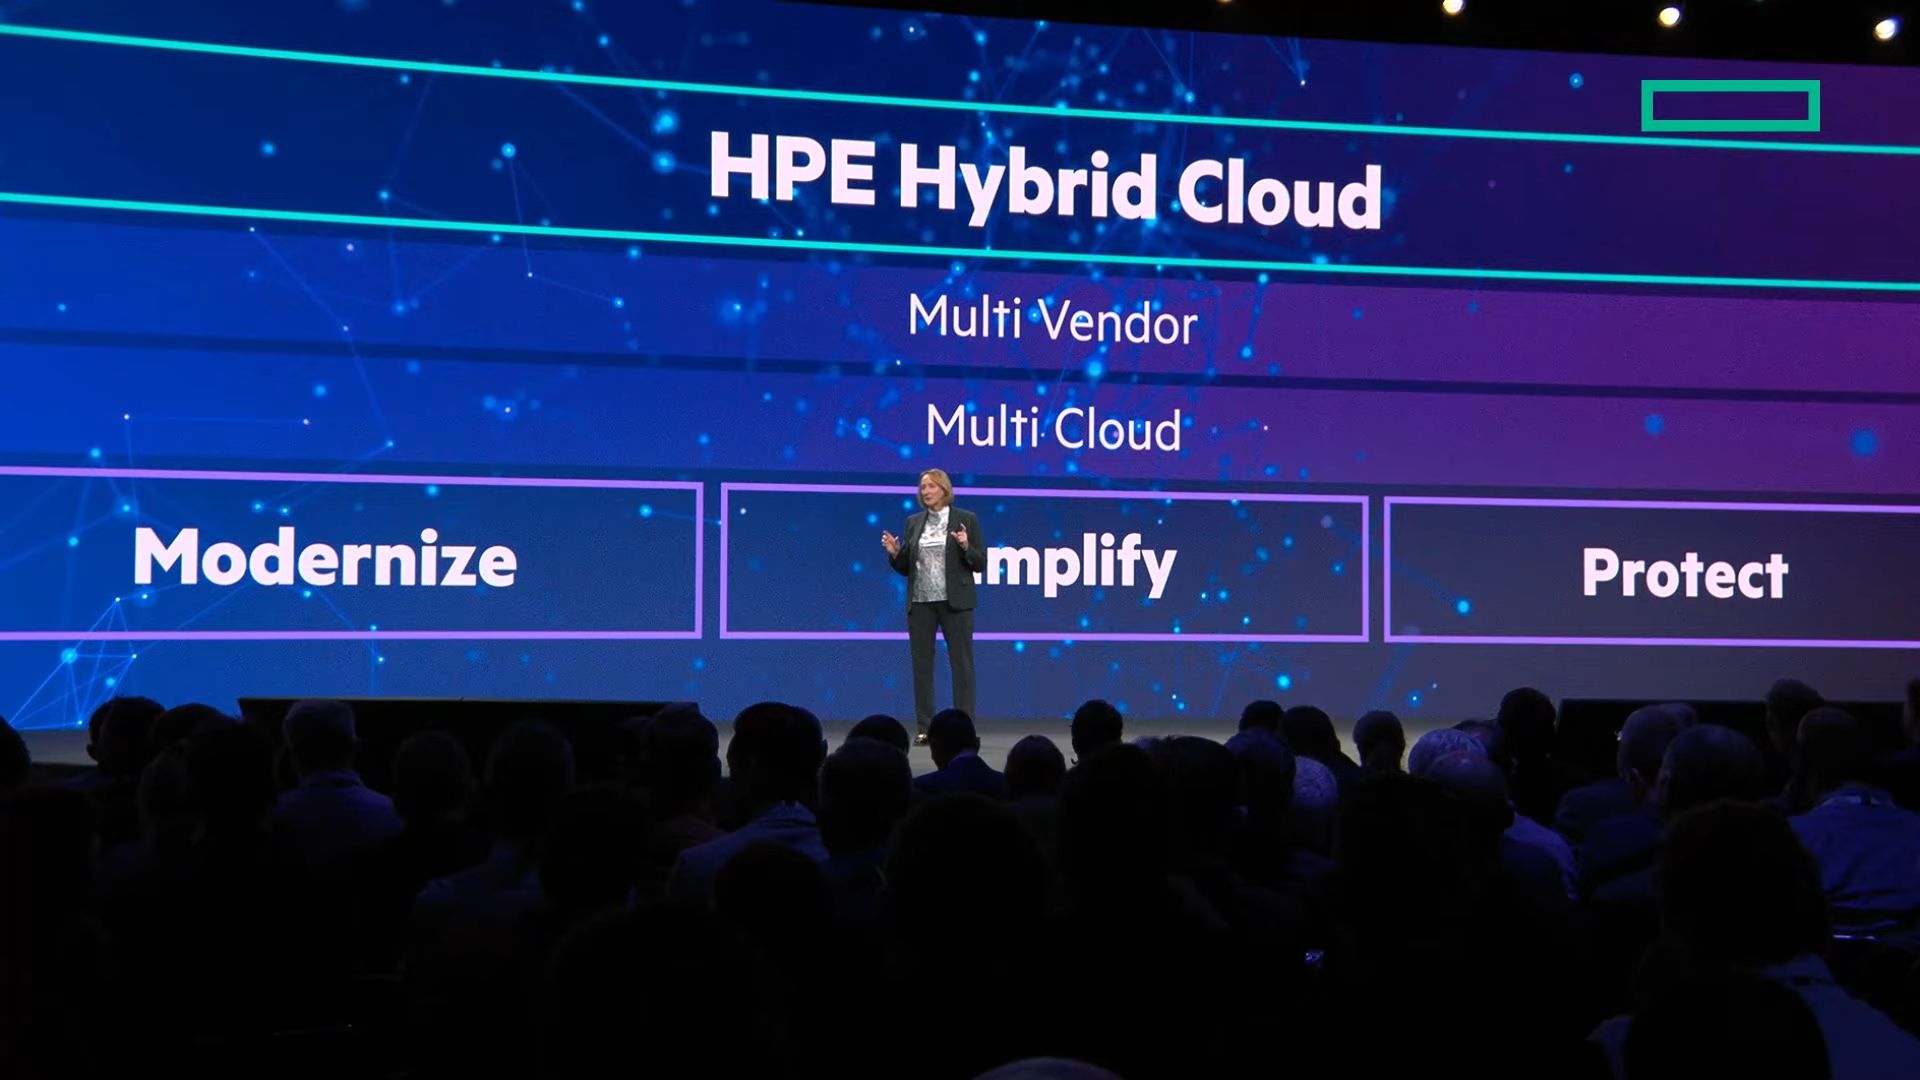 HPE Hybrid Cloud
Multi Vendor
Multi Cloud
Modernize
mplify
Protect